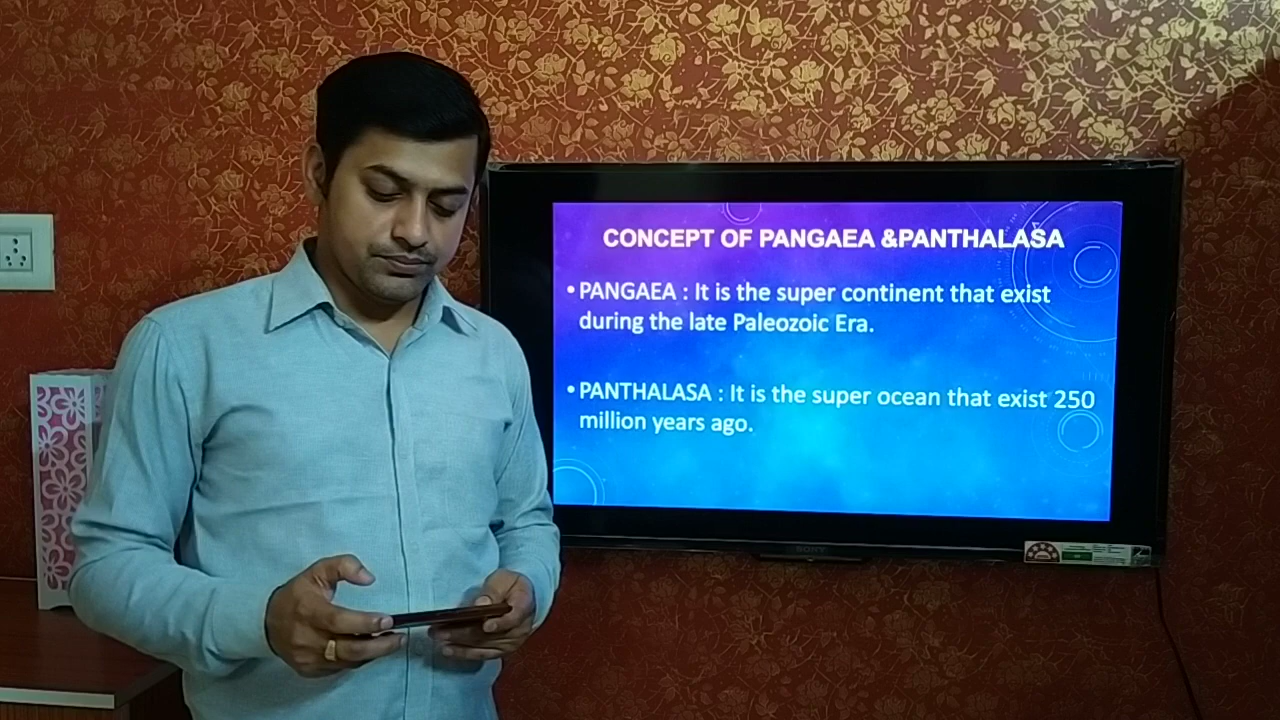 CONCEPT OF PANGAEA &PANTHALASA
• PANGAEA : It is the super continent that exist
during the late Paleozoic Era.
• PANTHALASA : It is the super ocean that exist 250
million years ago.
SONY